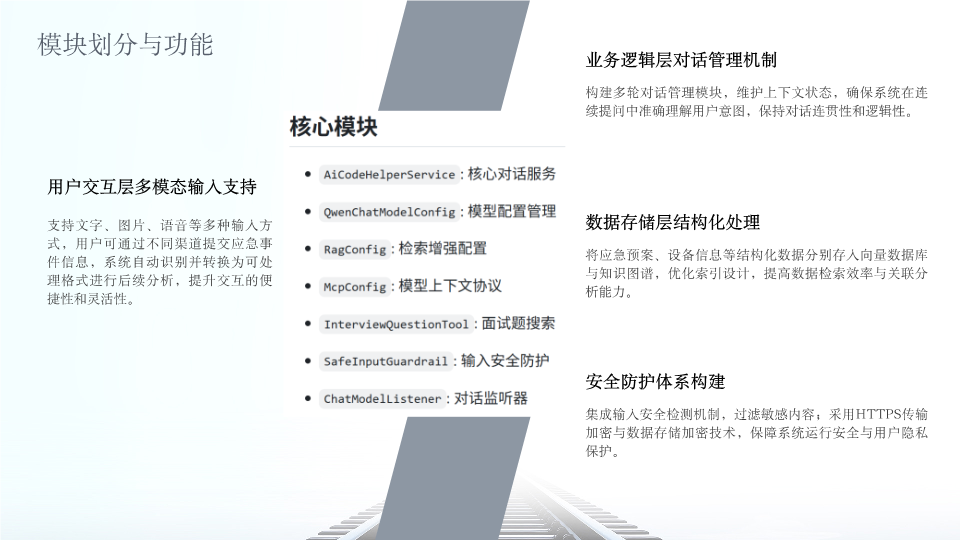 模块划分与功能
用户交互层多模态输入支持
支持文字、图片、语音等多种输入方
式，用户可通过不同渠道提交应急事
件信息，系统自动识别并转换为可处
理格式进行后续分析，提升交互的便
捷性和灵活性。
核心模块
AiCodeHelperService：核心对话服务
QwenChatModelConfig：模型配置管理
RagConfig：检索增强配置
McpConfig：模型上下文协议
InterviewQuestionTool：面试题搜索
SafeInputGuardrail：输入安全防护
ChatModelListener：对话监听器
业务逻辑层对话管理机制
构建多轮对话管理模块，维护上下文状态，确保系统在连
续提问中准确理解用户意图，保持对话连贯性和逻辑性。
数据存储层结构化处理
将应急预案、设备信息等结构化数据分别存入向量数据库
与知识图谱，优化索引设计，提高数据检索效率与关联分
析能力。
安全防护体系构建
集成输入安全检测机制，过滤敏感内容；采用HTTPS传输
加密与数据存储加密技术，保障系统运行安全与用户隐私
保护。